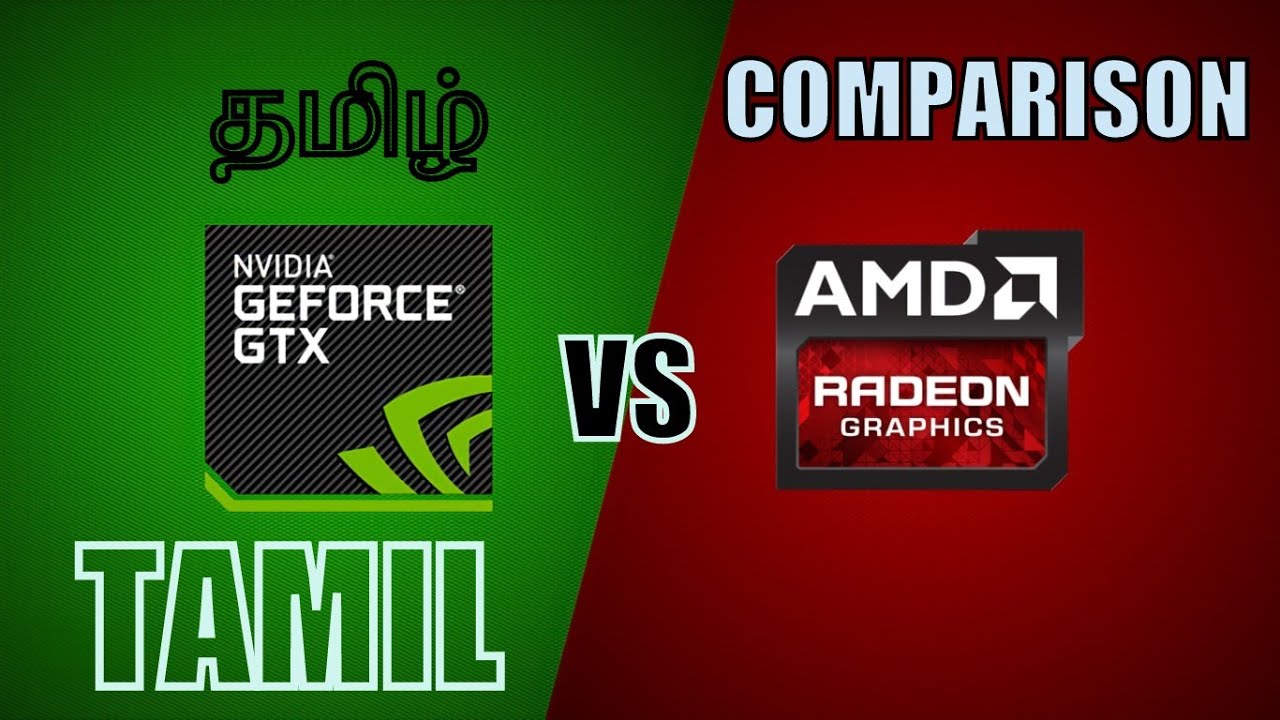 தமிழ்
COMPARISON
NVIDIA®
GEFORCE®
GTX
VS
AMD
RADEON
GRAPHICS
TAMIL